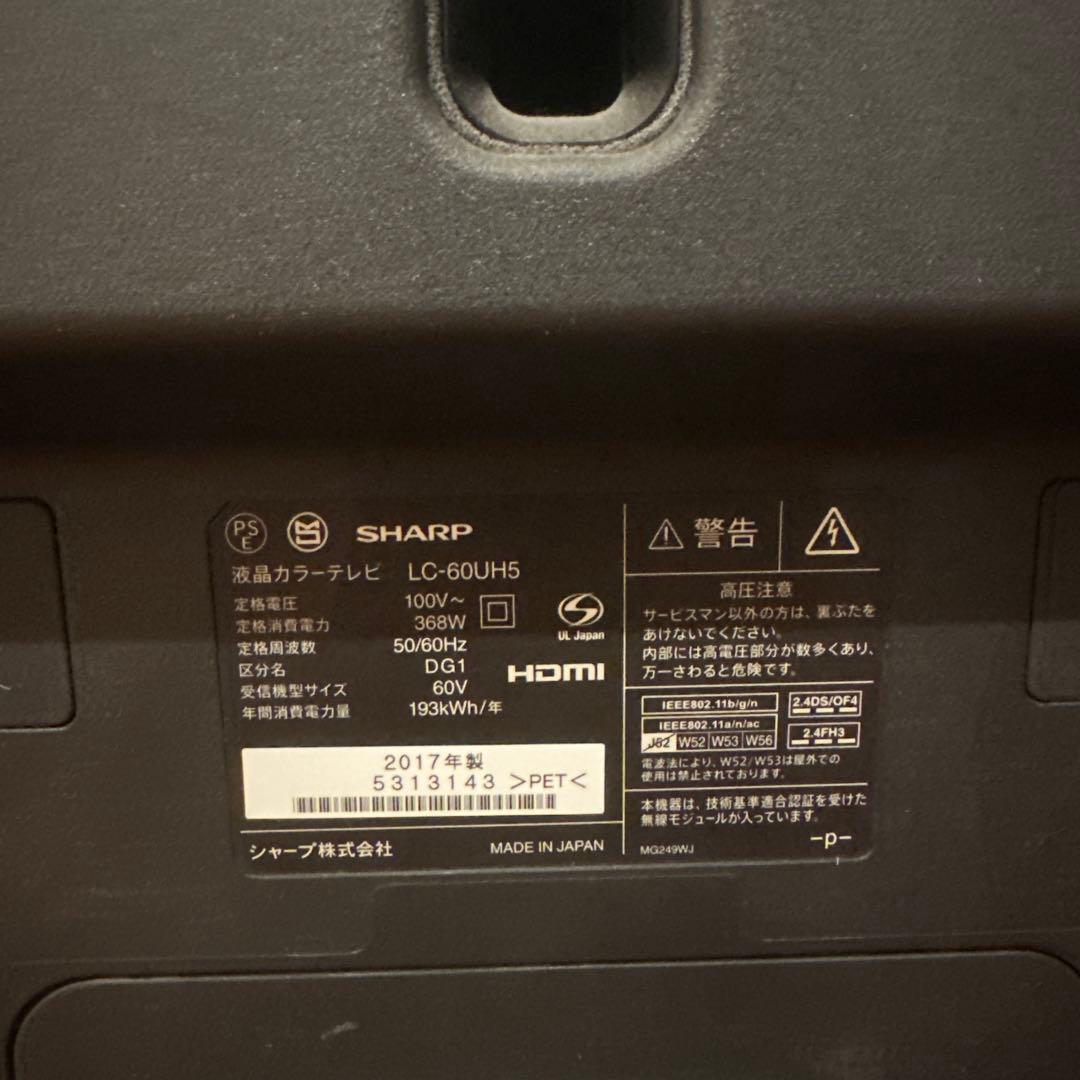 PS
E
SHARP
液晶カラーテレビ LC-60UH5
定格電圧 100V～
定格消費電力 368W
定格周波数 50/60Hz
区分名 DG1
受信機型サイズ 60V
年間消費電力量 193kWh/年
UL Japan
HDMI
2017年製
5313143 >PET<
シャープ株式会社 MADE IN JAPAN
警告
高圧注意
サービスマン以外の方は、裏ぶたを
あけないでください。
内部には高電圧部分が数多くあり、
万一さわると危険です。
IEEE802.11b/g/n
IEEE802.11a/n/ac
J52 W52 W53 W56
2.4DS/OF4
2.4FH3
電波法により、W52/W53は屋外での
使用は禁止されております。
本機器は、技術基準適合認証を受けた
無線モジュールが入っています。
MG249WJ
-p-